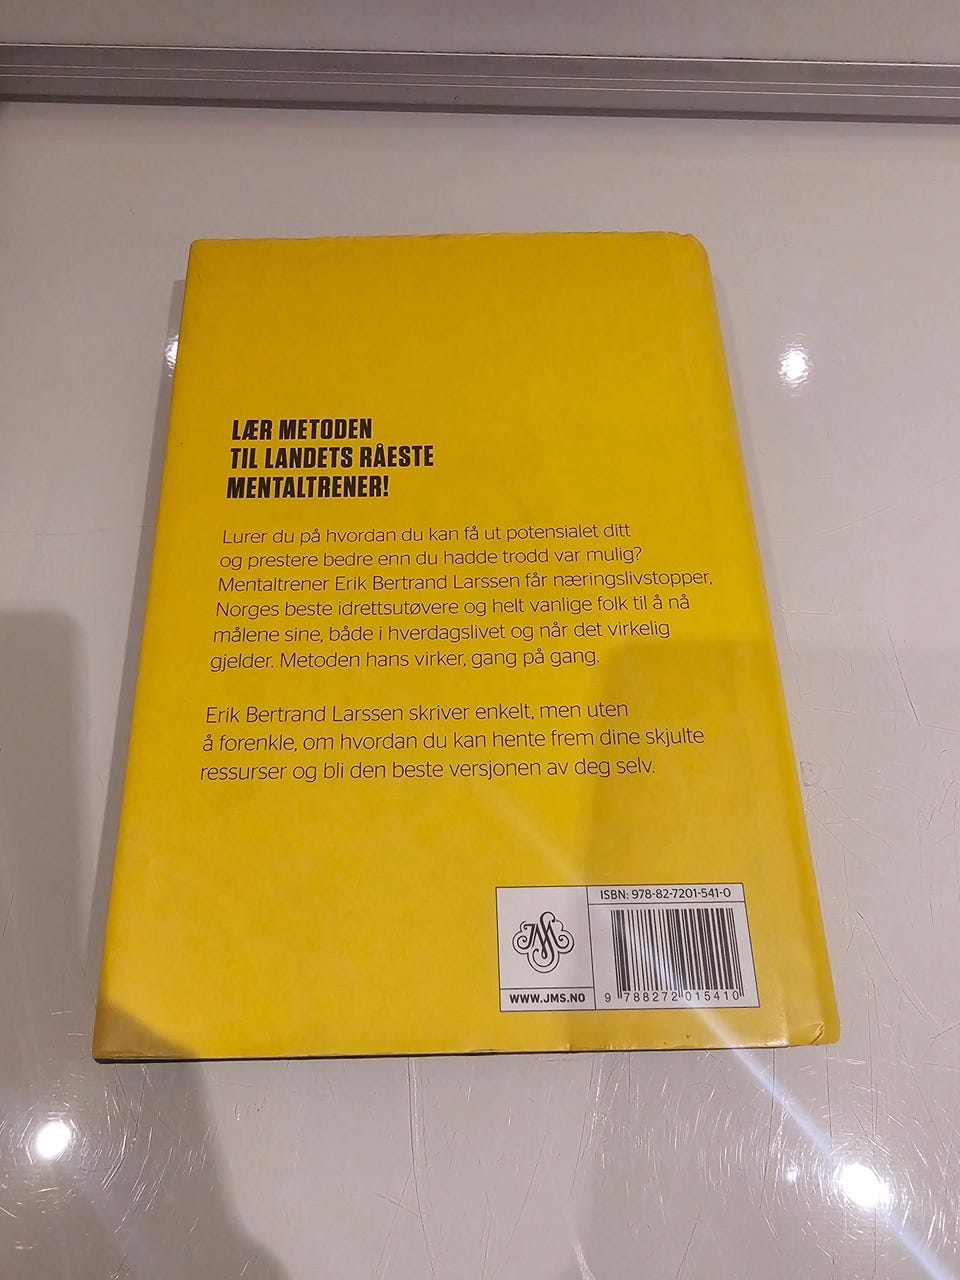 LÆR METODEN
TIL LANDETS RÅESTE
MENTALTRENER!
Lurer du på hvordan du kan få ut potensialet ditt
og prestere bedre enn du hadde trodd var mulig?
Mentaltrener Erik Bertrand Larssen får næringslivstopper,
Norges beste idrettsutøvere og helt vanlige folk til å nå
målene sine, både i hverdagslivet og når det virkelig
gjelder. Metoden hans virker, gang på gang.
Erik Bertrand Larssen skriver enkelt, men uten
å forenkle, om hvordan du kan hente frem dine skjulte
ressurser og bli den beste versjonen av deg selv.
ISBN: 978-82-7201-541-0
JMS
WWW.JMS.NO
9 788272 015410